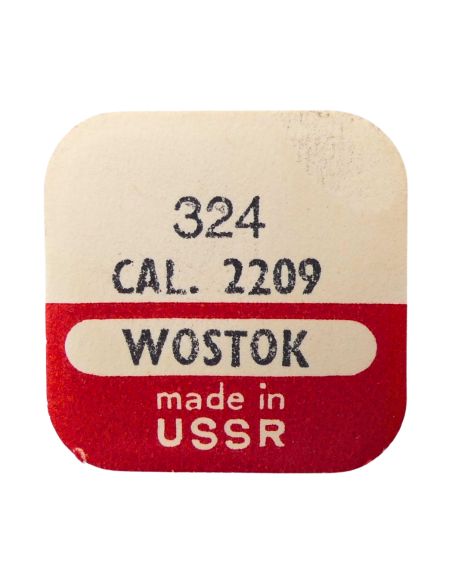 324
CAL. 2209
WOSTOK
made in
USSR